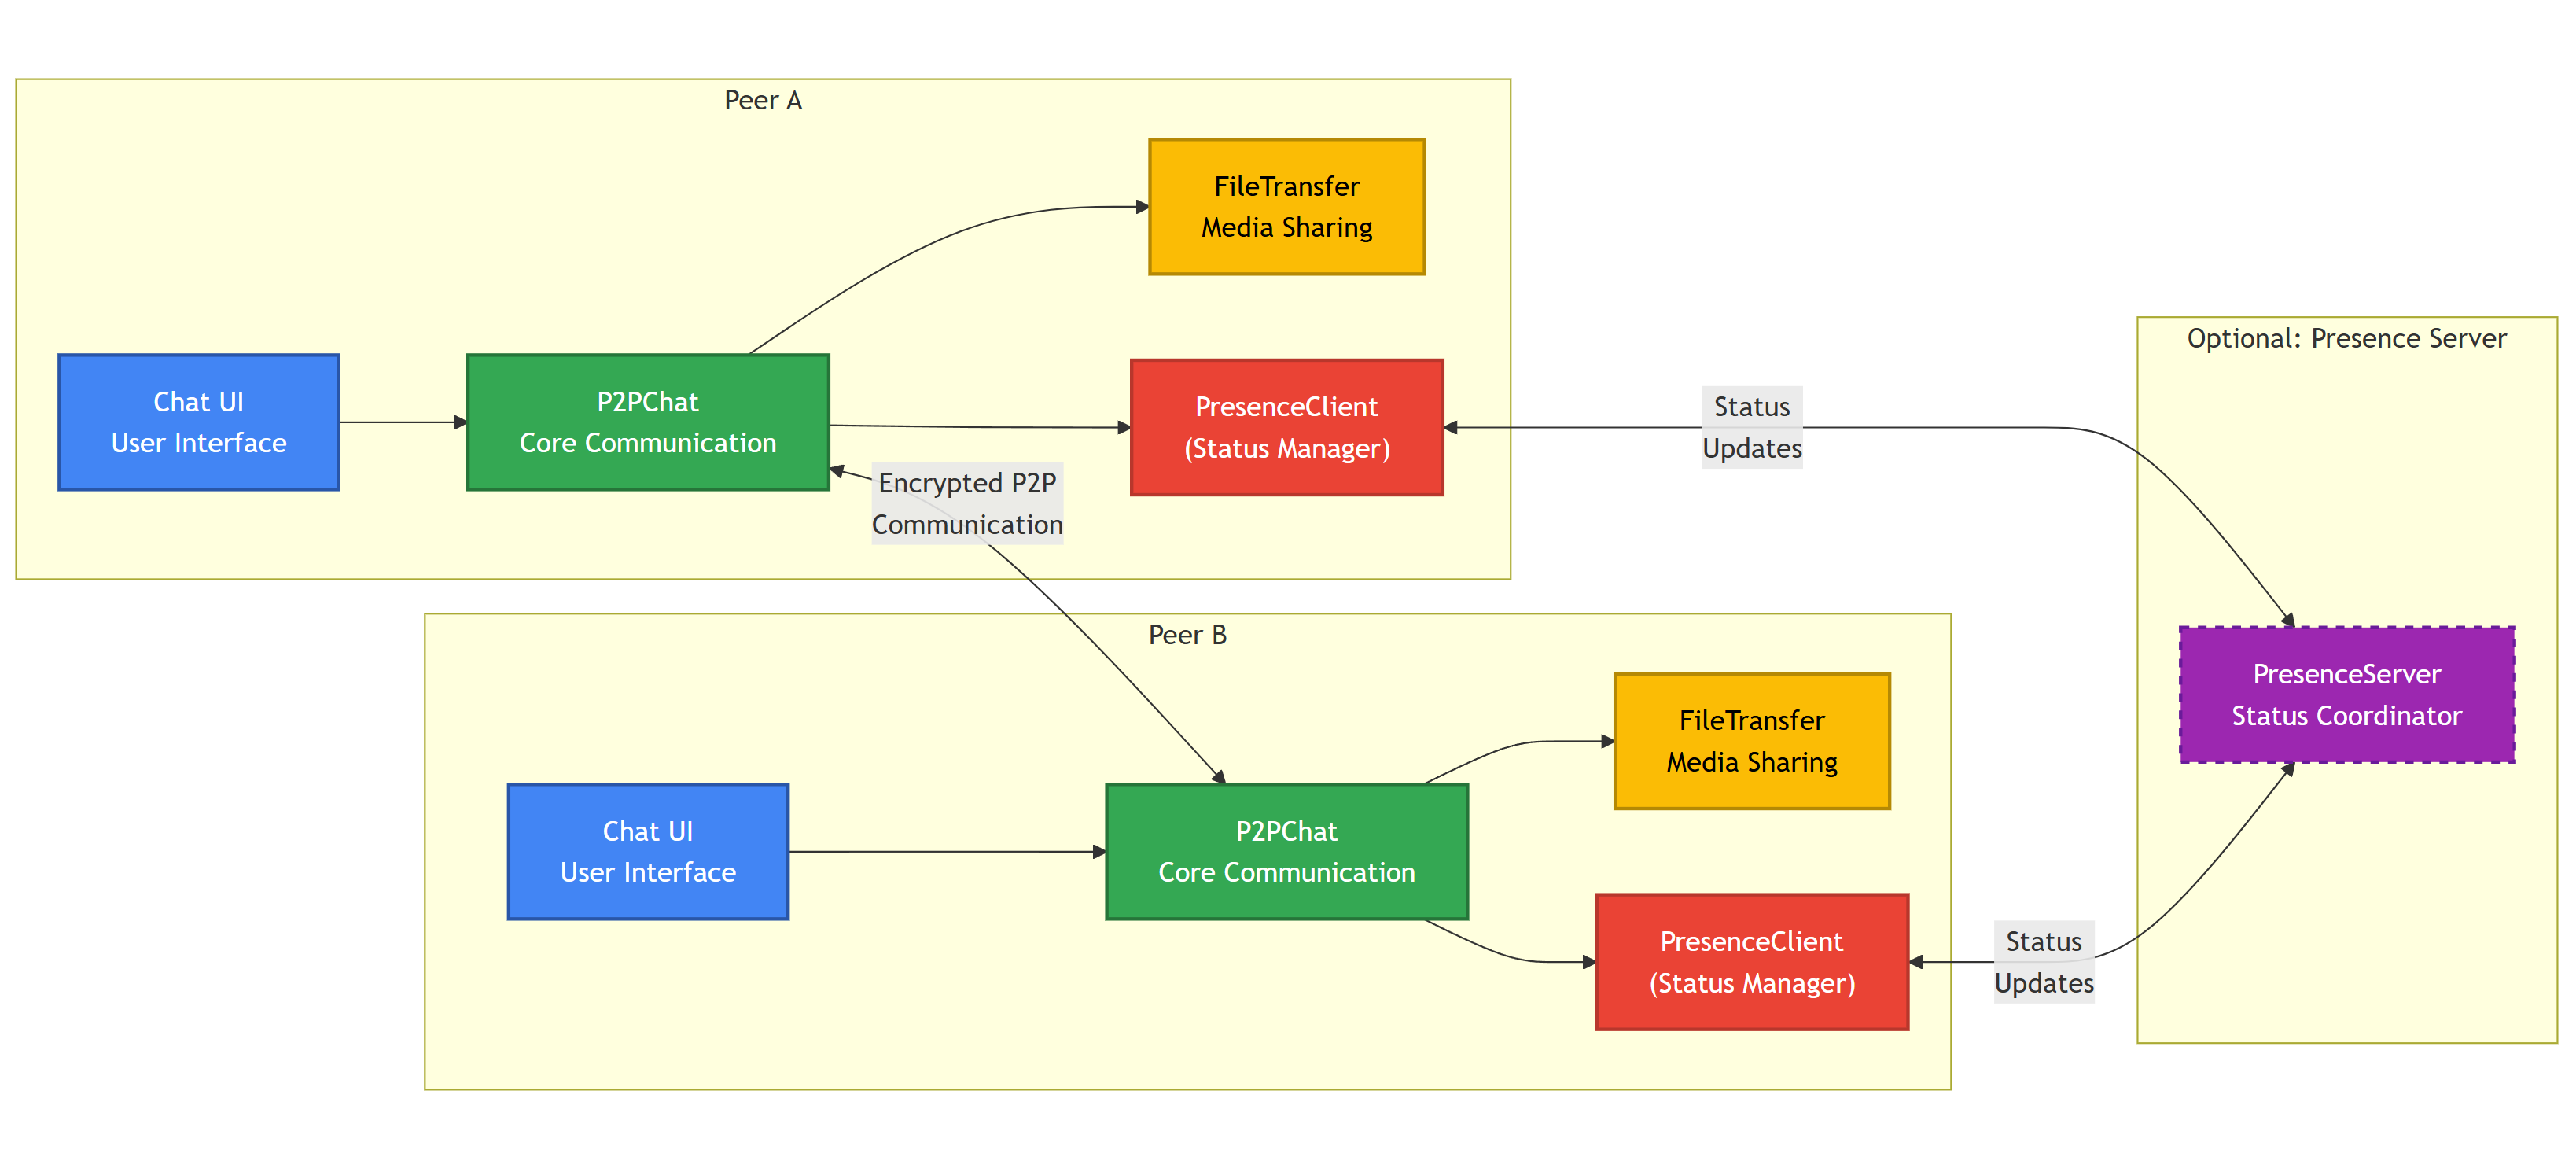 Peer A
FileTransfer
Media Sharing
Chat UI
User Interface
P2PChat
Core Communication
PresenceClient
(Status Manager)
Encrypted P2P
Communication
Status
Updates
Optional: Presence Server
PresenceServer
Status Coordinator
Peer B
FileTransfer
Media Sharing
Chat UI
User Interface
P2PChat
Core Communication
PresenceClient
(Status Manager)
Status
Updates